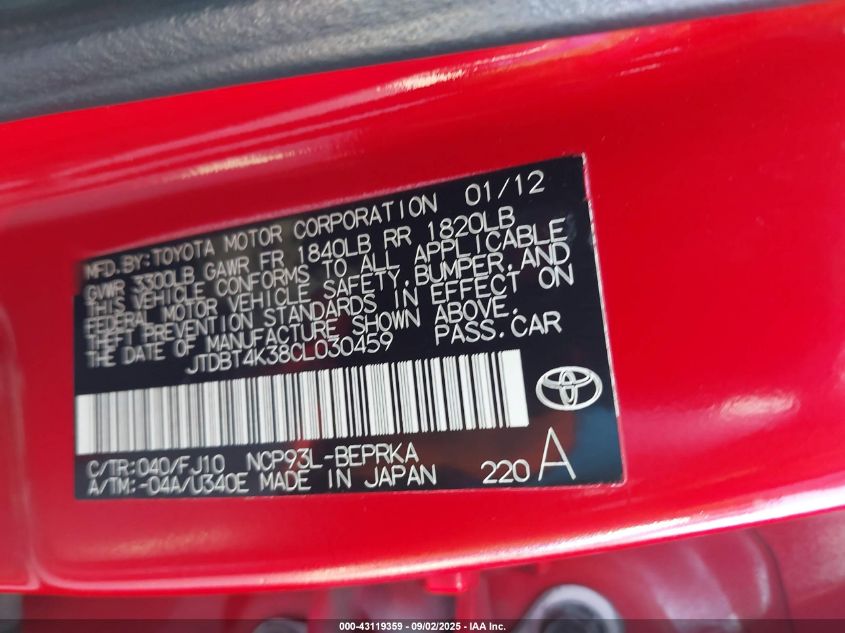 MFD.BY: TOYOTA MOTOR CORPORATION 01/12
GVWR 3300LB GAWR FR 1840LB RR 1820LB
THIS VEHICLE CONFORMS TO ALL APPLICABLE
FEDERAL MOTOR VEHICLE SAFETY, BUMPER, AND
THEFT PREVENTION STANDARDS IN EFFECT ON
THE DATE OF MANUFACTURE SHOWN ABOVE.
JTDBT4K38CL030459 PASS.CAR
C/TR:040/FJ10 NCP93L-BEPRKA
A/TM:-04A/U340E MADE IN JAPAN 220 A
000-43119359 - 09/02/2025 - IAA Inc.